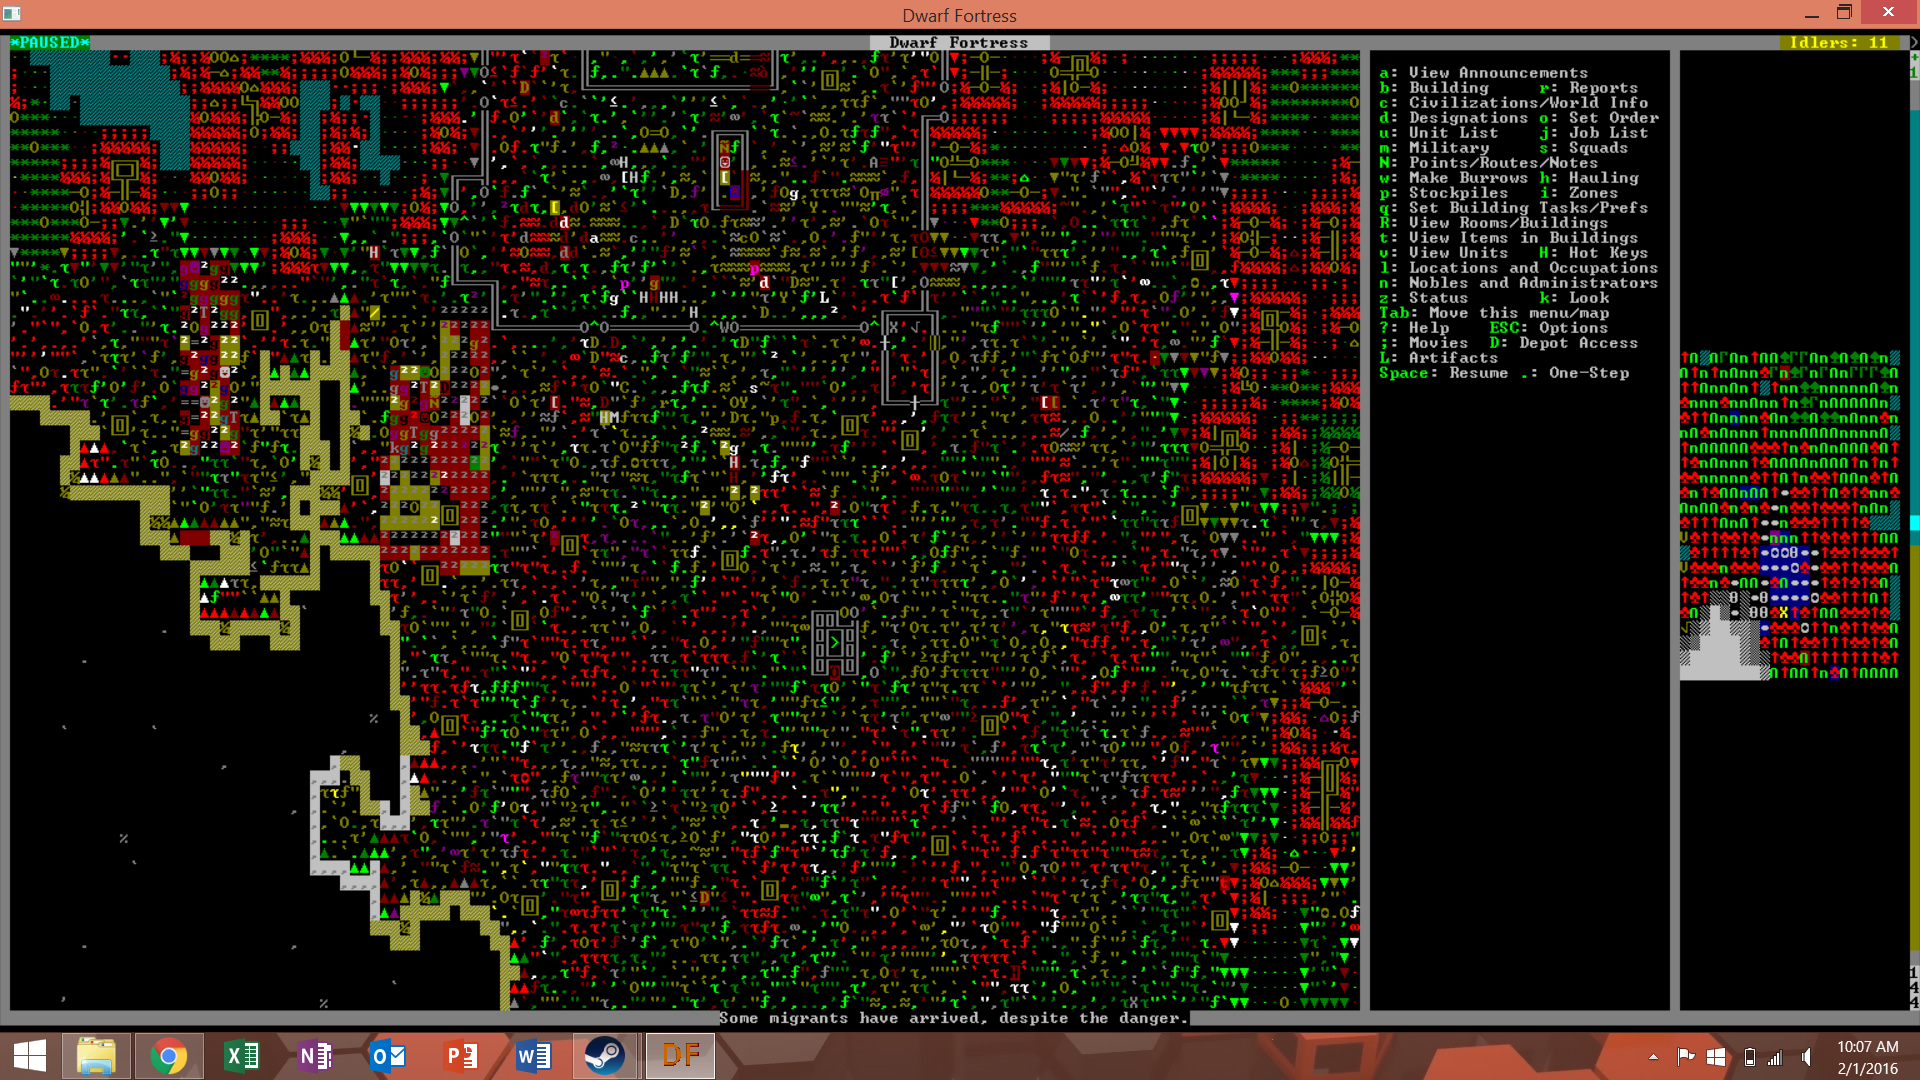 Dwarf Fortress
*PAUSED*
Dwarf Fortress
Idlers: 11
a: View Announcements
b: Building r: Reports
c: Civilizations/World Info
d: Designations o: Set Order
u: Unit List j: Job List
m: Military s: Squads
N: Points/Routes/Notes
w: Make Burrows h: Hauling
p: Stockpiles i: Zones
q: Set Building Tasks/Prefs
R: View Rooms/Buildings
t: View Items in Buildings
v: View Units H: Hot Keys
l: Locations and Occupations
n: Nobles and Administrators
z: Status k: Look
Tab: Move this menu/map
?: Help ESC: Options
;: Movies D: Depot Access
L: Artifacts
Space: Resume .: One-Step
Some migrants have arrived, despite the danger.
DF
10:07 AM
2/1/2016